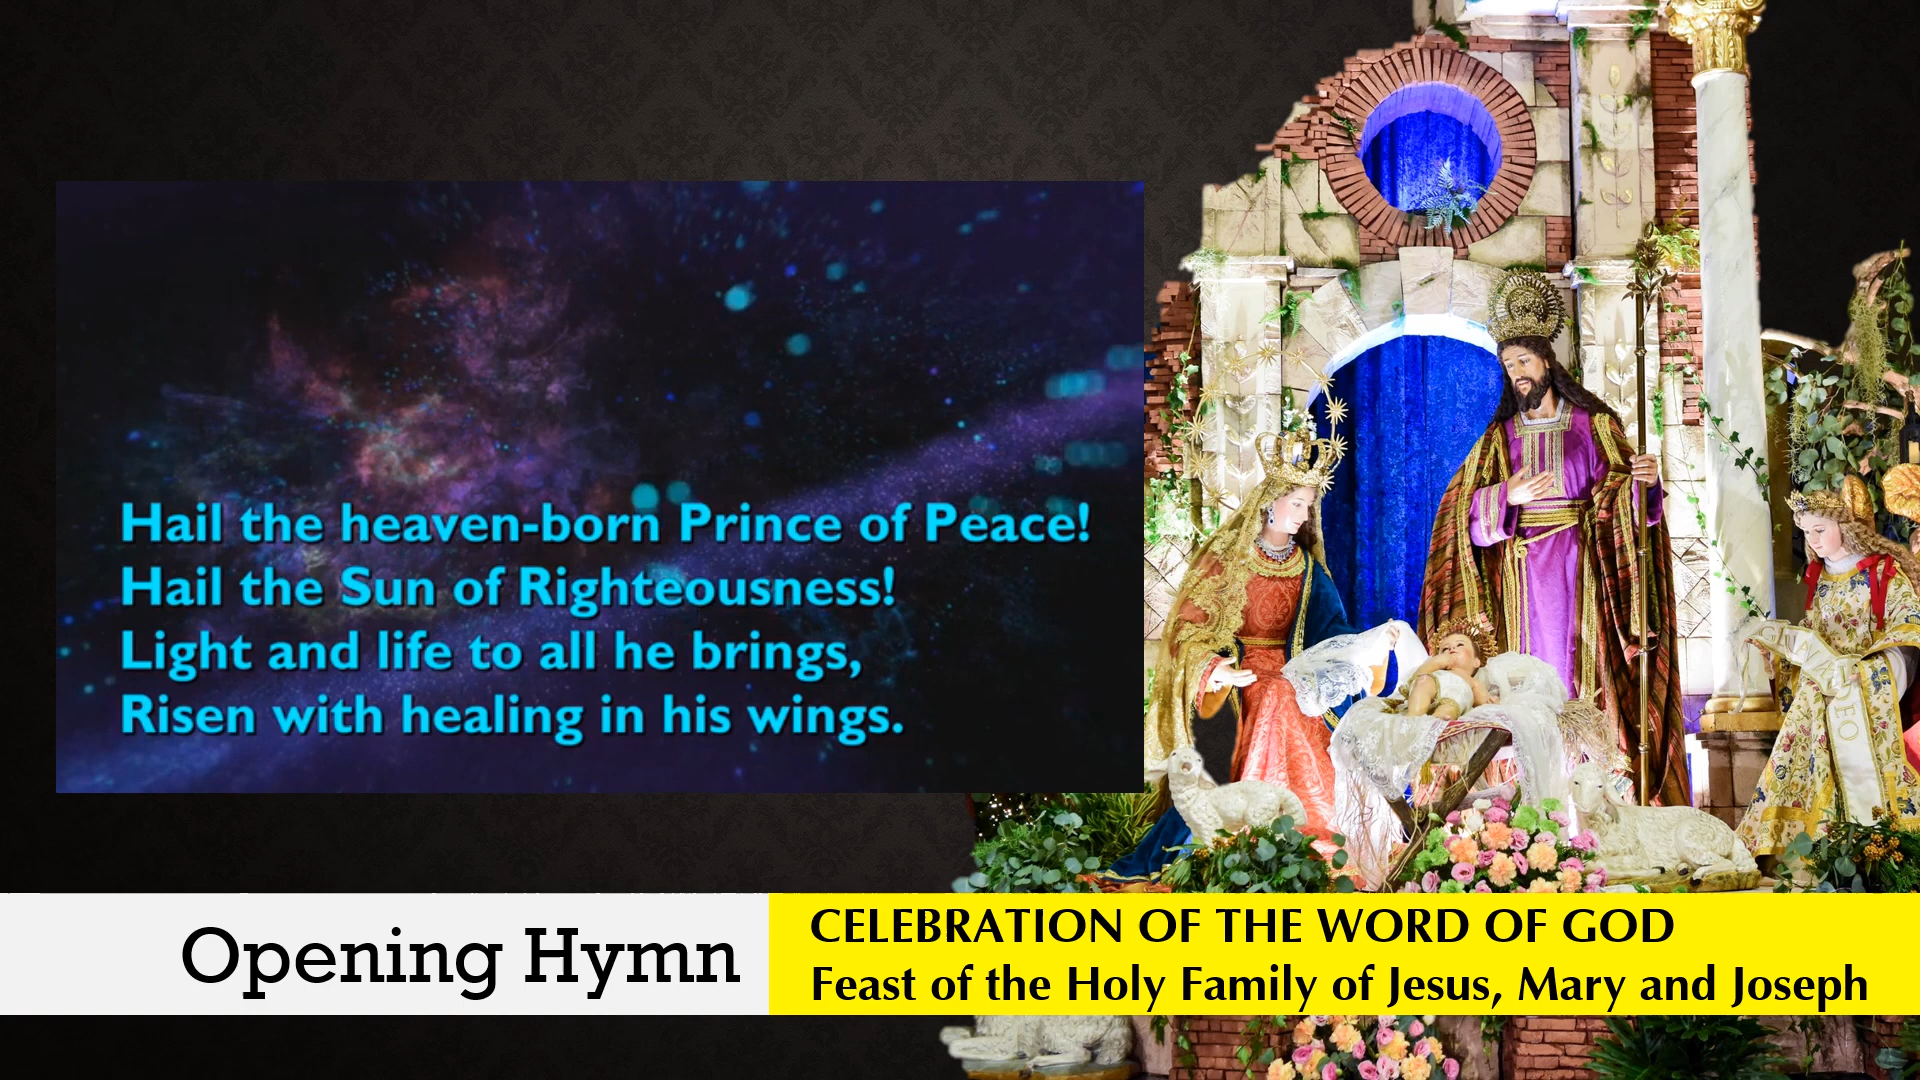 Hail the heaven-born Prince of Peace!
Hail the Sun of Righteousness!
Light and life to all he brings,
Risen with healing in his wings.
Opening Hymn
CELEBRATION OF THE WORD OF GOD
Feast of the Holy Family of Jesus, Mary and Joseph